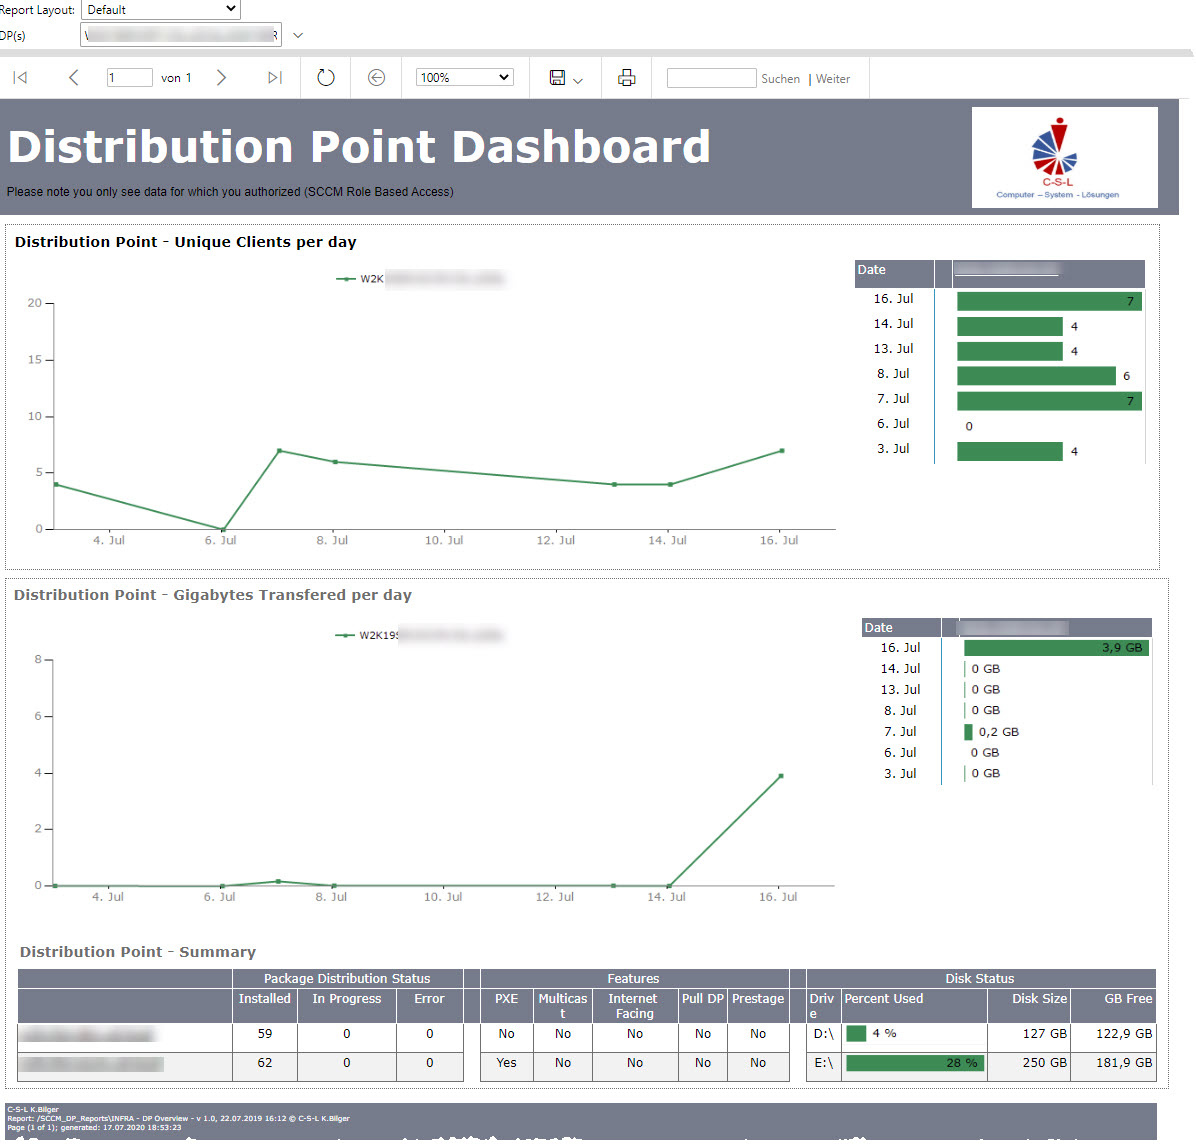 Report Layout: Default
DP(s)
1 von 1 100% Suchen | Weiter
Distribution Point Dashboard
Please note you only see data for which you authorized (SCCM Role Based Access)
C-S-L
Computer – System - Lösungen
Distribution Point - Unique Clients per day
W2K
20
15
10
5
0
4. Jul 6. Jul 8. Jul 10. Jul 12. Jul 14. Jul 16. Jul
Date
16. Jul 7
14. Jul 4
13. Jul 4
8. Jul 6
7. Jul 7
6. Jul 0
3. Jul 4
Distribution Point - Gigabytes Transfered per day
W2K19S
8
6
4
2
0
4. Jul 6. Jul 8. Jul 10. Jul 12. Jul 14. Jul 16. Jul
Date
16. Jul 3,9 GB
14. Jul 0 GB
13. Jul 0 GB
8. Jul 0 GB
7. Jul 0,2 GB
6. Jul 0 GB
3. Jul 0 GB
Distribution Point - Summary
Package Distribution Status Features Disk Status
Installed In Progress Error PXE Multicas Internet Pull DP Prestage Driv Percent Used Disk Size GB Free
t Facing e
59 0 0 No No No No No D:\ 4 % 127 GB 122,9 GB
62 0 0 Yes No No No No E:\ 28 % 250 GB 181,9 GB
C-S-L K.Bilger
Report: /SCCM_DP_Reports\INFRA - DP Overview - v 1.0, 22.07.2019 16:12 © C-S-L K.Bilger
Page (1 of 1); generated: 17.07.2020 18:53:23